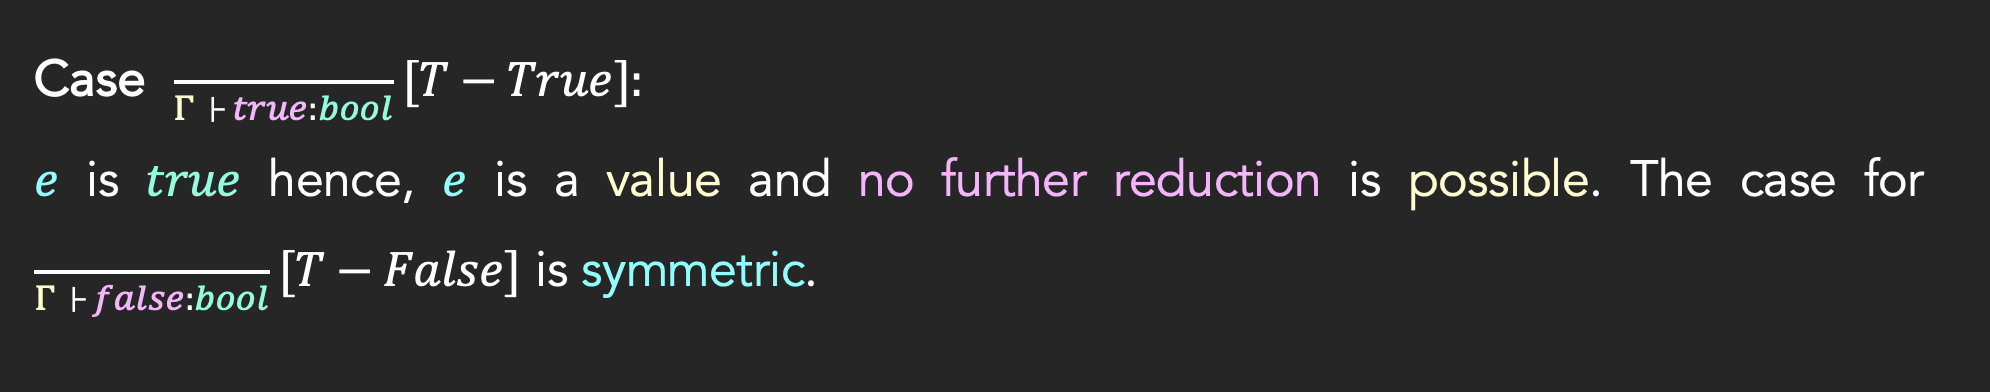 Case Γ ⊢ true:bool [T − True]:
e is true hence, e is a value and no further reduction is possible. The case for
Γ ⊢ false:bool [T − False] is symmetric.